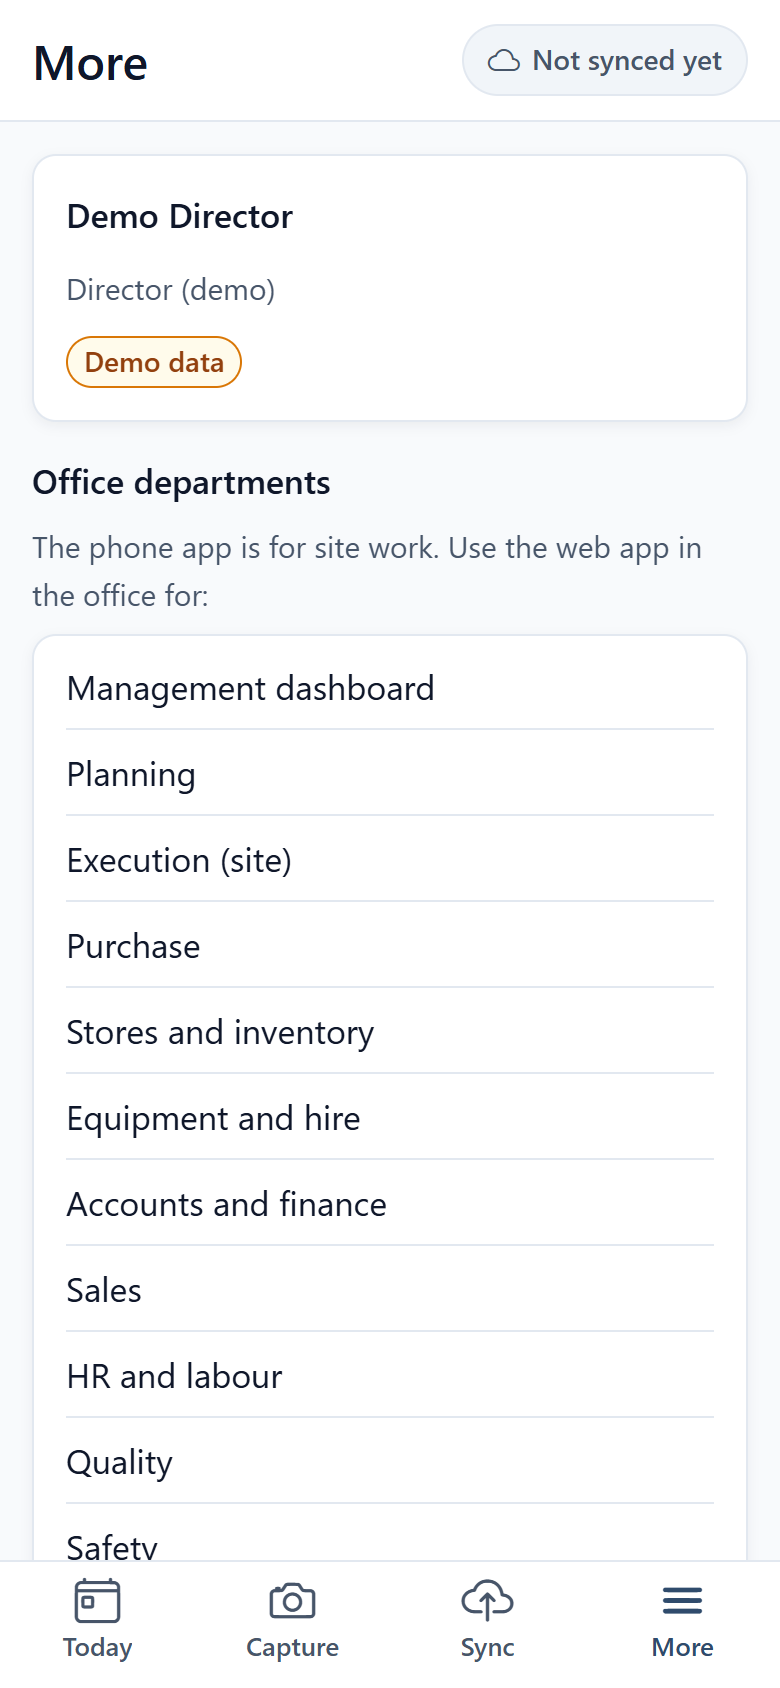 More
Not synced yet
Demo Director
Director (demo)
Demo data
Office departments
The phone app is for site work. Use the web app in
the office for:
Management dashboard
Planning
Execution (site)
Purchase
Stores and inventory
Equipment and hire
Accounts and finance
Sales
HR and labour
Quality
Safety
Today
Capture
Sync
More